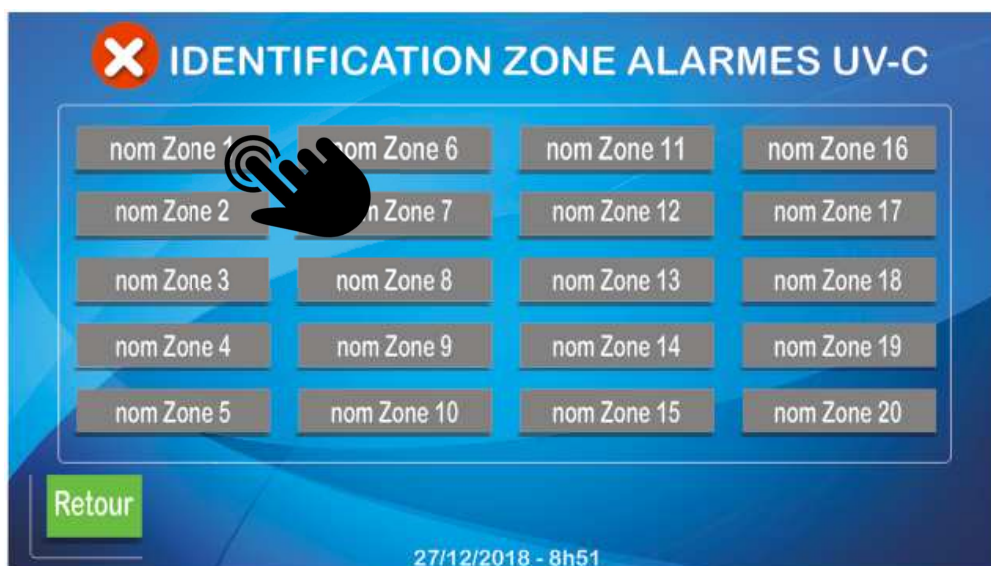 IDENTIFICATION ZONE ALARMES UV-C
nom Zone 1 nom Zone 6 nom Zone 11 nom Zone 16
nom Zone 2 Zone 7 nom Zone 12 nom Zone 17
nom Zone 3 nom Zone 8 nom Zone 13 nom Zone 18
nom Zone 4 nom Zone 9 nom Zone 14 nom Zone 19
nom Zone 5 nom Zone 10 nom Zone 15 nom Zone 20
Retour
27/12/2018 - 8h51